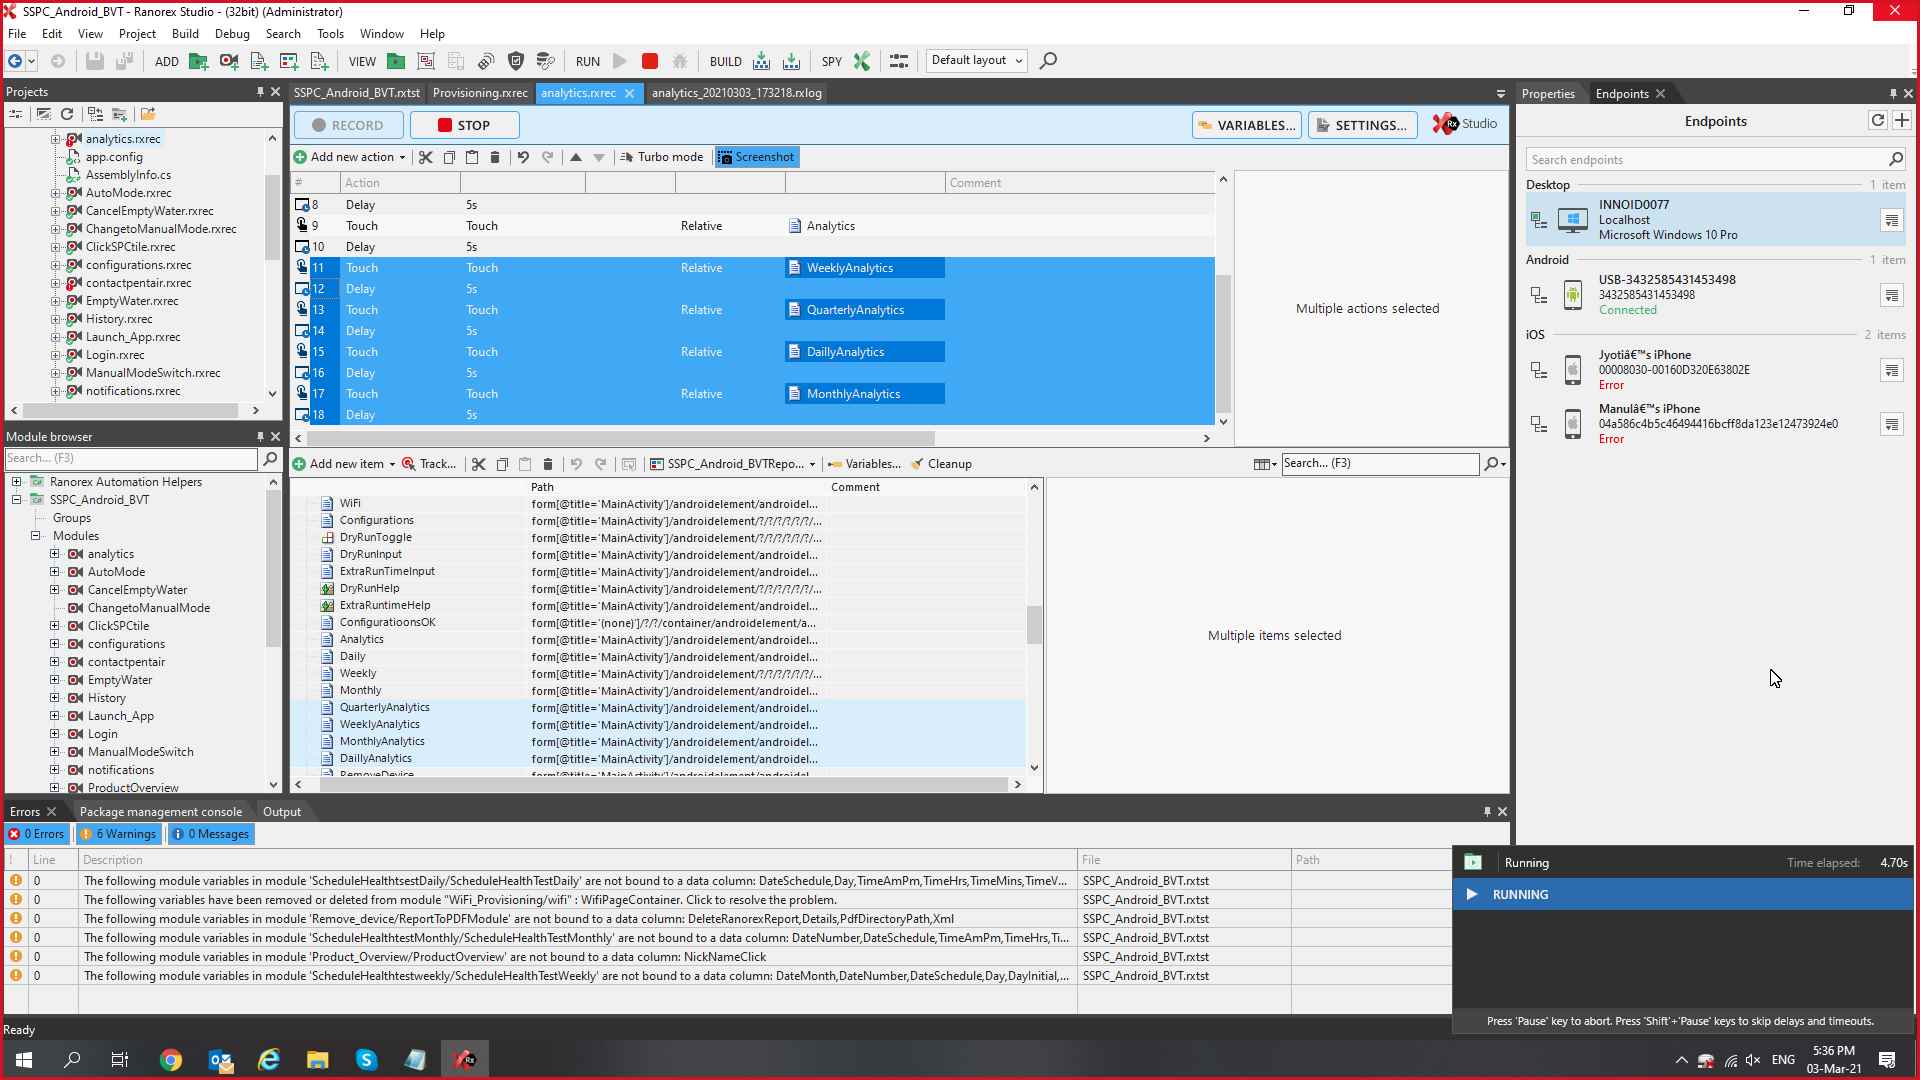 SSPC_Android_BVT - Ranorex Studio - (32bit) (Administrator)
File Edit View Project Build Debug Search Tools Window Help
ADD VIEW RUN BUILD SPY Default layout
Projects
analytics.rxrec
app.config
AssemblyInfo.cs
AutoMode.rxrec
CancelEmptyWater.rxrec
ChangetoManualMode.rxrec
ClickSPCtile.rxrec
configurations.rxrec
contactpentair.rxrec
EmptyWater.rxrec
History.rxrec
Launch_App.rxrec
Login.rxrec
ManualModeSwitch.rxrec
notifications.rxrec
Module browser
Search... (F3)
Ranorex Automation Helpers
SSPC_Android_BVT
Groups
Modules
analytics
AutoMode
CancelEmptyWater
ChangetoManualMode
ClickSPCtile
configurations
contactpentair
EmptyWater
History
Launch_App
Login
ManualModeSwitch
notifications
ProductOverview
SSPC_Android_BVT.rxtst Provisioning.rxrec analytics.rxrec analytics_20210303_173218.rxlog
RECORD STOP VARIABLES... SETTINGS... Rx Studio
Add new action Turbo mode Screenshot
# Action Comment
8 Delay 5s
9 Touch Touch Relative Analytics
10 Delay 5s
11 Touch Touch Relative WeeklyAnalytics
12 Delay 5s
13 Touch Touch Relative QuarterlyAnalytics
14 Delay 5s
15 Touch Touch Relative DaillyAnalytics
16 Delay 5s
17 Touch Touch Relative MonthlyAnalytics
18 Delay 5s
Multiple actions selected
Add new item Track... SSPC_Android_BVTRepo... Variables... Cleanup Search... (F3)
Path Comment
WiFi form[@title='MainActivity']/androidelement/androidel...
Configurations form[@title='MainActivity']/androidelement/?/?/?/?/?/?/...
DryRunToggle form[@title='MainActivity']/androidelement/?/?/?/?/?/...
DryRunInput form[@title='MainActivity']/androidelement/androidel...
ExtraRunTimeInput form[@title='MainActivity']/androidelement/androidel...
DryRunHelp form[@title='MainActivity']/androidelement/?/?/?/?/?/...
ExtraRuntimeHelp form[@title='MainActivity']/androidelement/androidel...
ConfiguratioonsOK form[@title='(none)']/?/?/container/androidelement/a...
Analytics form[@title='MainActivity']/androidelement/androidel...
Daily form[@title='MainActivity']/androidelement/androidel...
Weekly form[@title='MainActivity']/androidelement/?/?/?/?/?/?/...
Monthly form[@title='MainActivity']/androidelement/androidel...
QuarterlyAnalytics form[@title='MainActivity']/androidelement/androidel...
WeeklyAnalytics form[@title='MainActivity']/androidelement/androidel...
MonthlyAnalytics form[@title='MainActivity']/androidelement/androidel...
DaillyAnalytics form[@title='MainActivity']/androidelement/androidel...
RemoveDevice form[@title='MainActivity']/androidelement/androidel...
Multiple items selected
Properties Endpoints
Endpoints
Search endpoints
Desktop 1 item
INNOID0077
Localhost
Microsoft Windows 10 Pro
Android 1 item
USB-3432585431453498
3432585431453498
Connected
iOS 2 items
Jyotiâ€™s iPhone
00008030-00160D320E63802E
Error
Manulâ€™s iPhone
04a586c4b5c46494416bcff8da123e12473924e0
Error
Errors Package management console Output
0 Errors 6 Warnings 0 Messages
! Line Description File Path
0 The following module variables in module 'ScheduleHealthtsestDaily/ScheduleHealthTestDaily' are not bound to a data column: DateSchedule,Day,TimeAmPm,TimeHrs,TimeMins,TimeV... SSPC_Android_BVT.rxtst
0 The following variables have been removed or deleted from module "WiFi_Provisioning/wifi" : WifiPageContainer. Click to resolve the problem. SSPC_Android_BVT.rxtst
0 The following module variables in module 'Remove_device/ReportToPDFModule' are not bound to a data column: DeleteRanorexReport,Details,PdfDirectoryPath,Xml SSPC_Android_BVT.rxtst
0 The following module variables in module 'ScheduleHealthtestMonthly/ScheduleHealthTestMonthly' are not bound to a data column: DateNumber,DateSchedule,TimeAmPm,TimeHrs,Ti... SSPC_Android_BVT.rxtst
0 The following module variables in module 'Product_Overview/ProductOverview' are not bound to a data column: NickNameClick SSPC_Android_BVT.rxtst
0 The following module variables in module 'ScheduleHealthtestweekly/ScheduleHealthTestWeekly' are not bound to a data column: DateMonth,DateNumber,DateSchedule,Day,DayInitial,... SSPC_Android_BVT.rxtst
Running Time elapsed: 4.70s
RUNNING
Press 'Pause' key to abort. Press 'Shift'+'Pause' keys to skip delays and timeouts.
Ready
ENG 5:36 PM
03-Mar-21